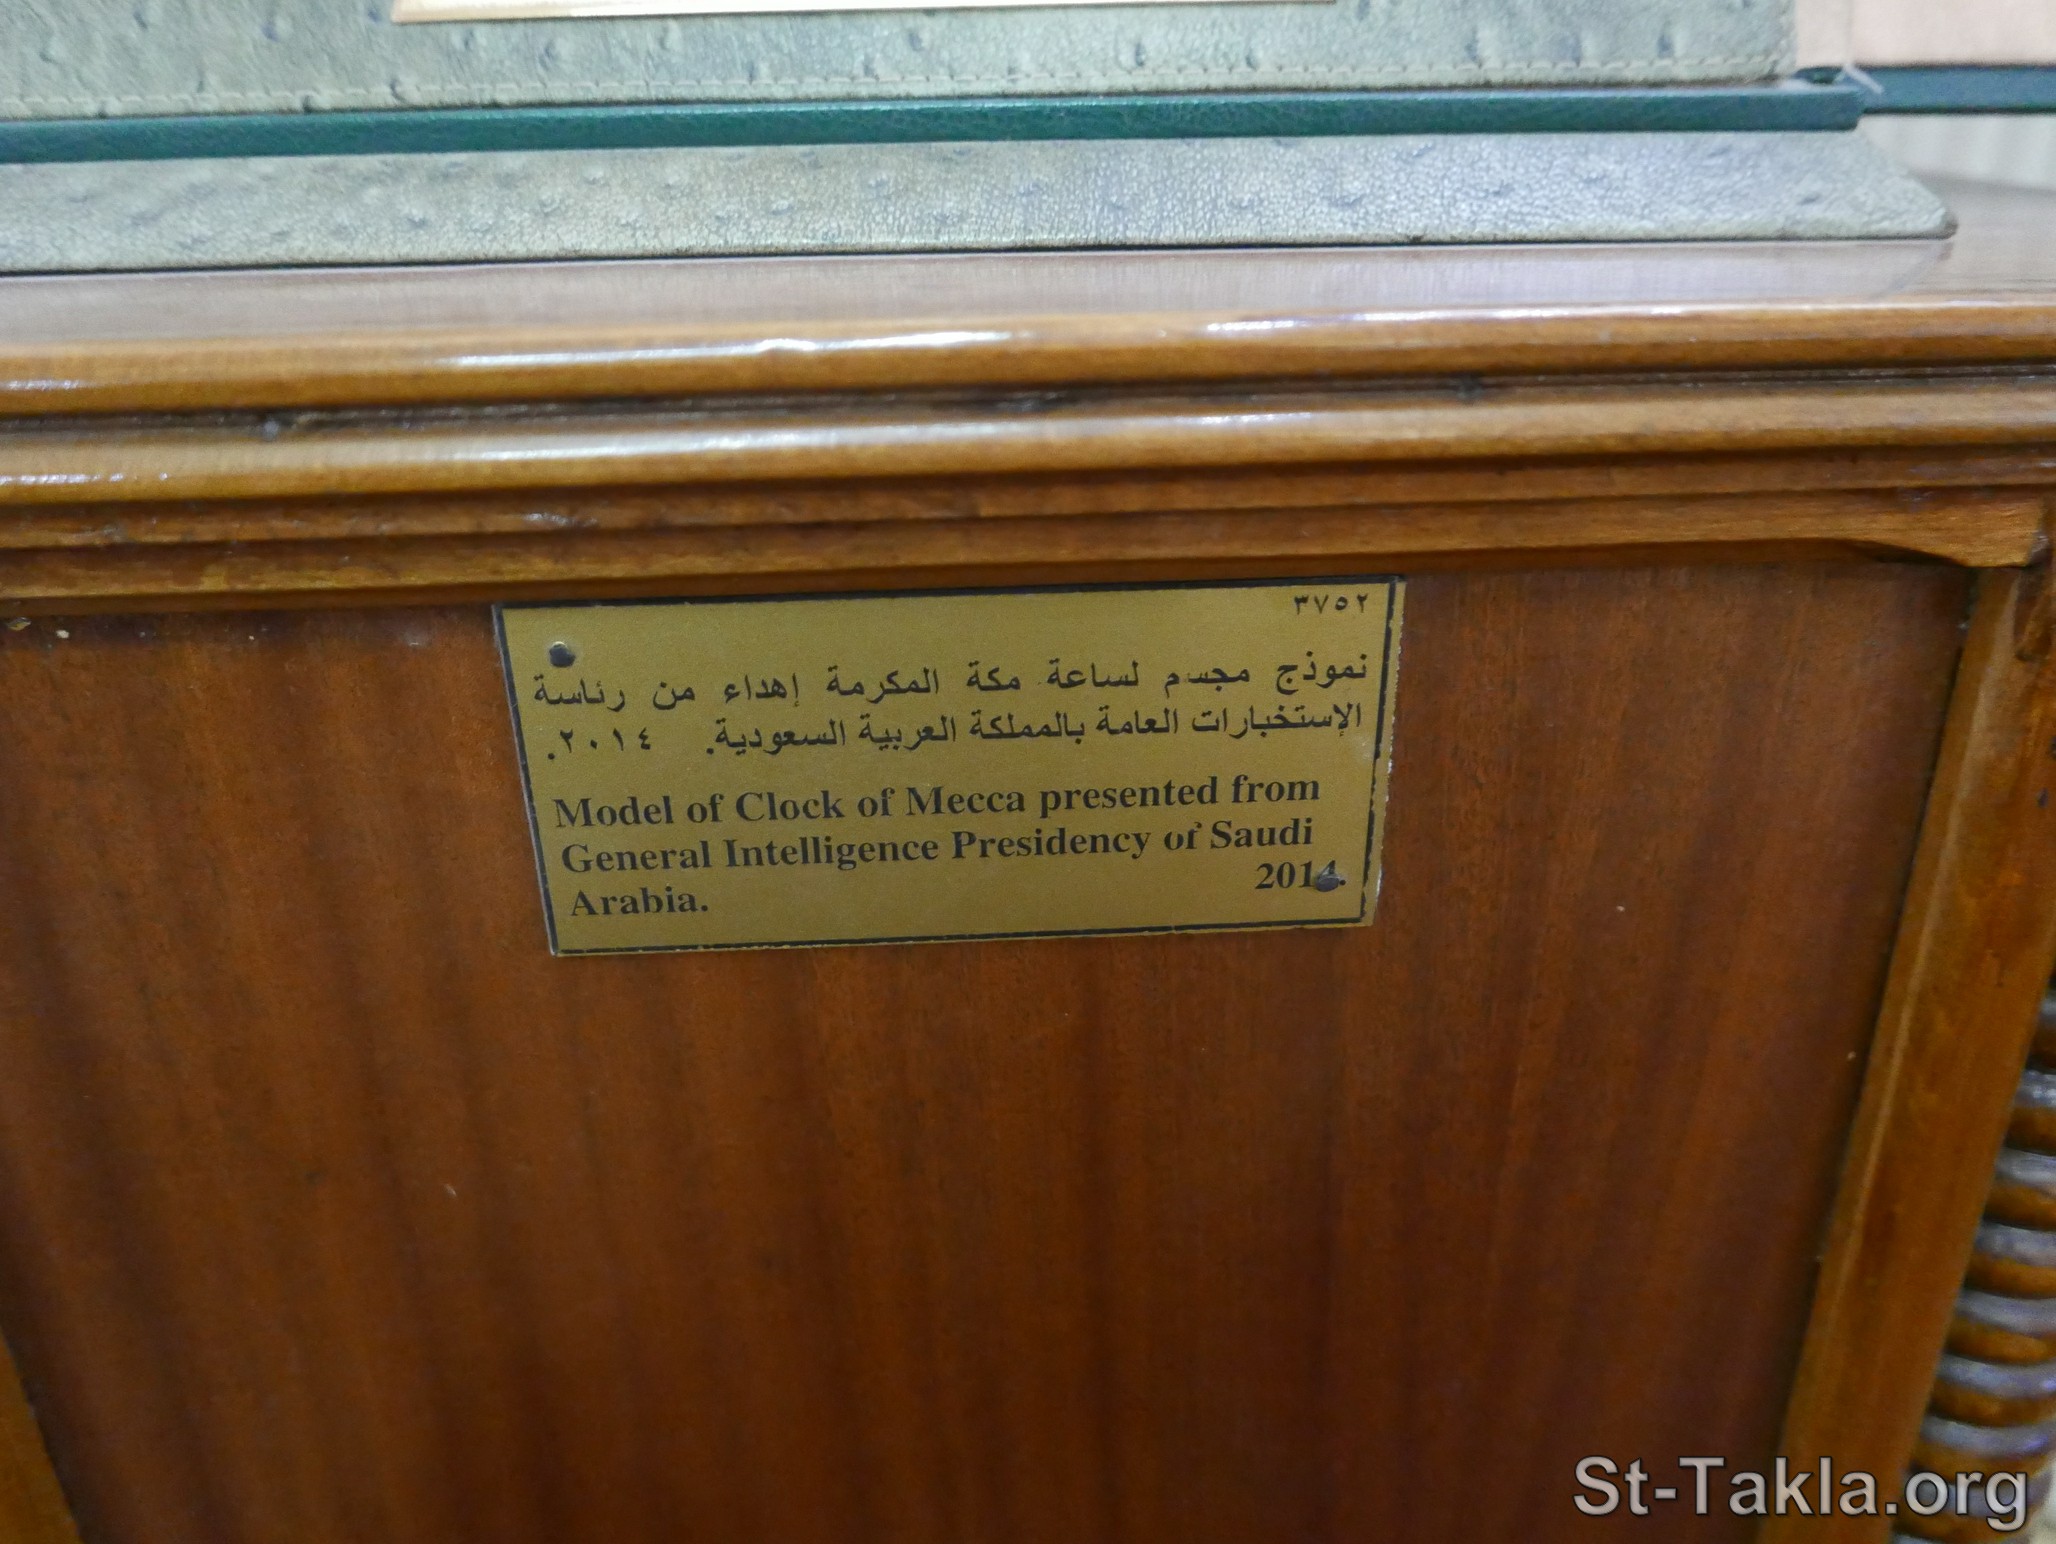 ٣٧٥٢
نموذج مجسم لساعة مكة المكرمة إهداء من رئاسة
الإستخبارات العامة بالمملكة العربية السعودية. ٢٠١٤.
Model of Clock of Mecca presented from
General Intelligence Presidency of Saudi
Arabia. 2014.
St-Takla.org